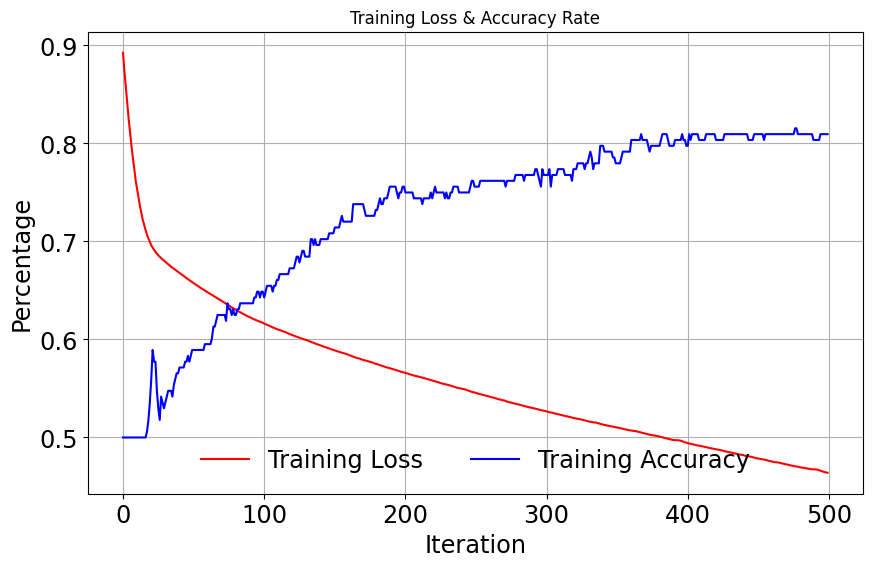 Training Loss & Accuracy Rate
0.9
0.8
0.7
0.6
0.5
Percentage
Training Loss
Training Accuracy
0 100 200 300 400 500
Iteration